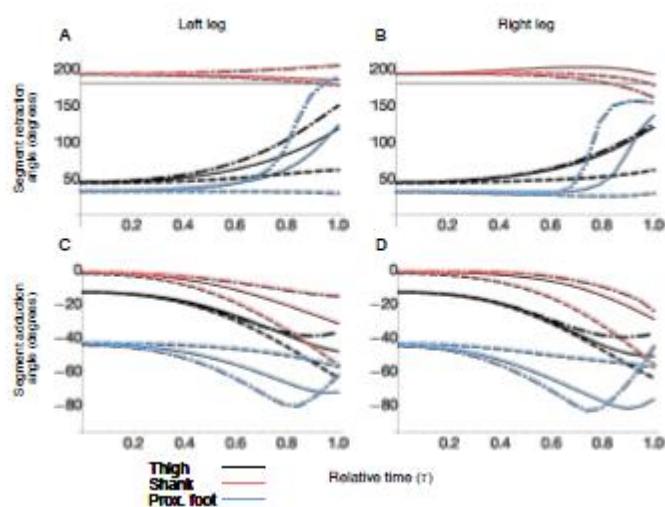 Left leg
Right leg
A
B
Segment retraction
angle (degrees)
200
150
100
50
0.2 0.4 0.6 0.8 1.0
200
150
100
50
0.2 0.4 0.6 0.8 1.0
C
D
Segment adduction
angle (degrees)
0
−20
−40
−60
−80
0.2 0.4 0.6 0.8 1.0
0
−20
−40
−60
−80
0.2 0.4 0.6 0.8 1.0
Thigh
Shank
Prox. foot
Relative time (τ)